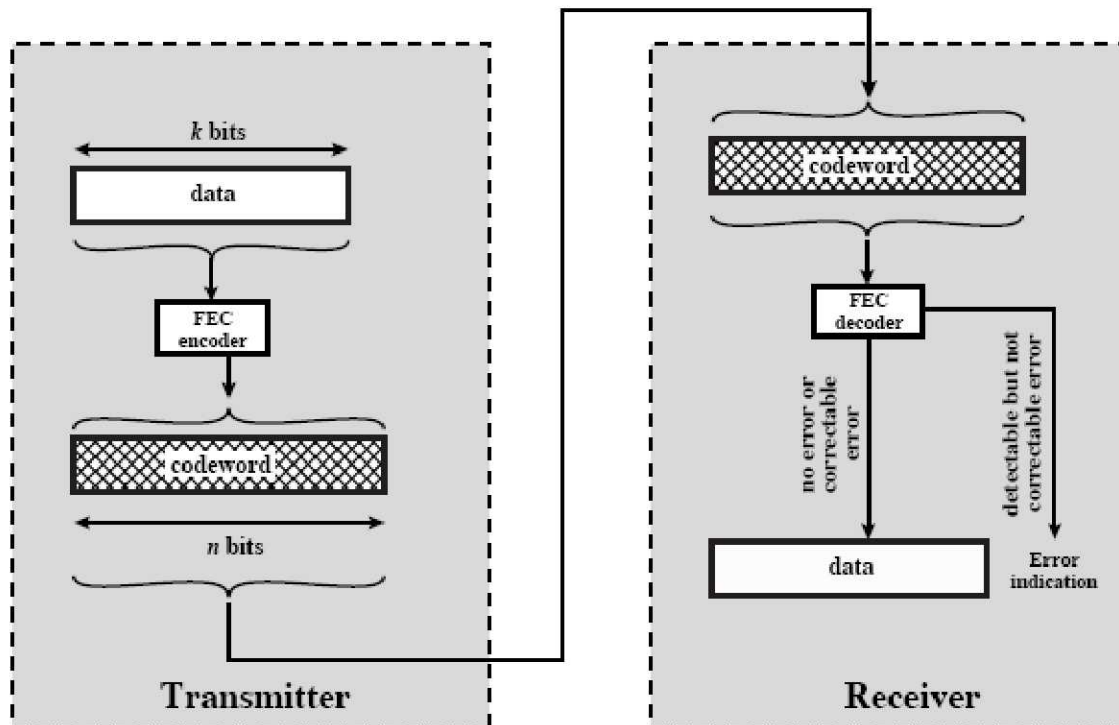 k bits
data
FEC
encoder
codeword
n bits
Transmitter
codeword
FEC
decoder
no error or
correctable
error
detectable but not
correctable error
data
Error
indication
Receiver